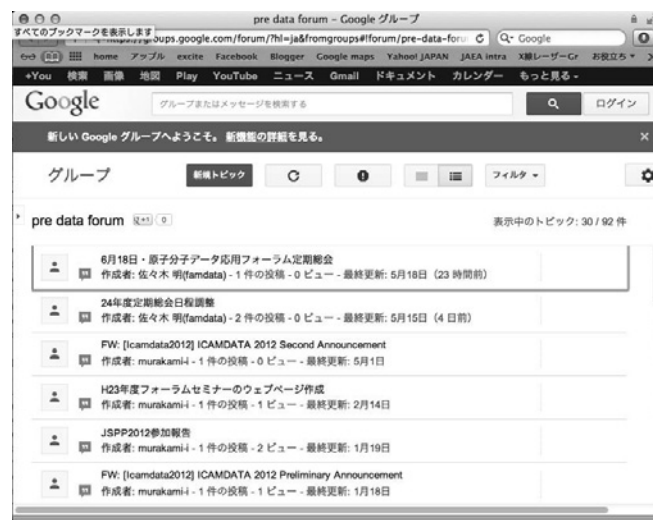 pre data forum – Google グループ
すべてのブックマークを表示します
groups.google.com/forum/?hl=ja&fromgroups#!forum/pre-data-foru
Google
home アップル excite Facebook Blogger Google maps Yahoo! JAPAN JAEA intra X線レーザーGr お役立ち
+You 検索 画像 地図 Play YouTube ニュース Gmail ドキュメント カレンダー もっと見る
Google
グループまたはメッセージを検索する
ログイン
新しい Google グループへようこそ。 新機能の詳細を見る。
グループ
新規トピック
フィルタ
pre data forum +1 0
表示中のトピック: 30 / 92 件
6月18日・原子分子データ応用フォーラム定期総会
作成者: 佐々木 明(famdata) - 1 件の投稿 - 0 ビュー - 最終更新: 5月18日（23 時間前）
24年度定期総会日程調整
作成者: 佐々木 明(famdata) - 2 件の投稿 - 0 ビュー - 最終更新: 5月15日（4 日前）
FW: [Icamdata2012] ICAMDATA 2012 Second Announcement
作成者: murakami-i - 1 件の投稿 - 0 ビュー - 最終更新: 5月1日
H23年度フォーラムセミナーのウェブページ作成
作成者: murakami-i - 1 件の投稿 - 1 ビュー - 最終更新: 2月14日
JSPP2012参加報告
作成者: murakami-i - 1 件の投稿 - 2 ビュー - 最終更新: 1月19日
FW: [Icamdata2012] ICAMDATA 2012 Preliminary Announcement
作成者: murakami-i - 1 件の投稿 - 1 ビュー - 最終更新: 1月18日